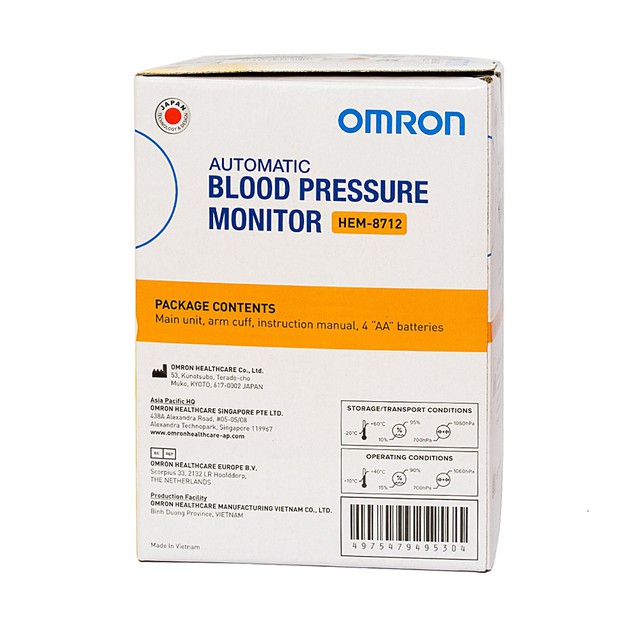 JAPAN
TECHNOLOGY & DESIGN
OMRON
AUTOMATIC
BLOOD PRESSURE
MONITOR HEM-8712
PACKAGE CONTENTS
Main unit, arm cuff, instruction manual, 4 "AA" batteries
OMRON HEALTHCARE Co., Ltd.
53, Kunotsubo, Terado-cho
Muko, KYOTO, 617-0002 JAPAN
Asia Pacific HQ
OMRON HEALTHCARE SINGAPORE PTE LTD.
438A Alexandra Road, #05-05/08
Alexandra Technopark, Singapore 119967
www.omronhealthcare-ap.com
EC REP
OMRON HEALTHCARE EUROPE B.V.
Scorpius 33, 2132 LR Hoofddorp,
THE NETHERLANDS
Production Facility
OMRON HEALTHCARE MANUFACTURING VIETNAM CO., LTD.
Binh Duong Province, VIETNAM
Made in Vietnam
STORAGE/TRANSPORT CONDITIONS
-20°C +60°C 10% 95% 700hPa 1060hPa
OPERATING CONDITIONS
+10°C +40°C 15% 90% 700hPa 1060hPa
4975479495304